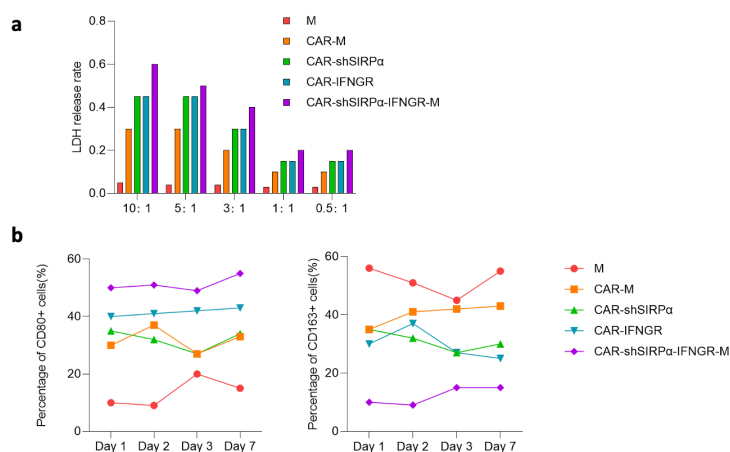 a
LDH release rate
0.8
0.6
0.4
0.2
0.0
10: 1
5: 1
3: 1
1: 1
0.5: 1
M
CAR-M
CAR-shSIRPα
CAR-IFNGR
CAR-shSIRPα-IFNGR-M
b
Percentage of CD80+ cells(%)
60
40
20
0
Day 1
Day 2
Day 3
Day 7
Percentage of CD163+ cells(%)
60
40
20
0
Day 1
Day 2
Day 3
Day 7
M
CAR-M
CAR-shSIRPα
CAR-IFNGR
CAR-shSIRPα-IFNGR-M